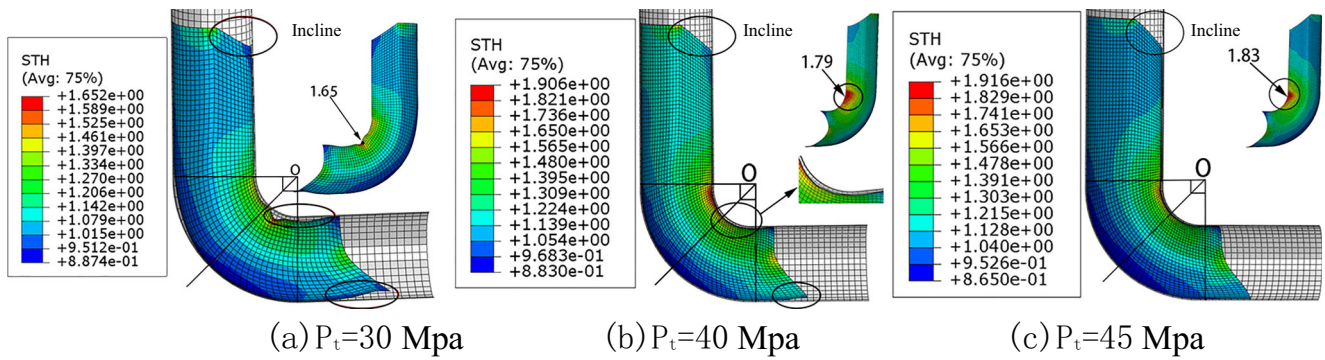 STH
(Avg: 75%)
+1.652e+00
+1.589e+00
+1.525e+00
+1.461e+00
+1.397e+00
+1.334e+00
+1.270e+00
+1.206e+00
+1.142e+00
+1.079e+00
+1.015e+00
+9.512e-01
+8.874e-01
Incline
1.65
O
(a)Pt=30 Mpa
STH
(Avg: 75%)
+1.906e+00
+1.821e+00
+1.736e+00
+1.650e+00
+1.565e+00
+1.480e+00
+1.395e+00
+1.309e+00
+1.224e+00
+1.139e+00
+1.054e+00
+9.683e-01
+8.830e-01
Incline
1.79
O
(b)Pt=40 Mpa
STH
(Avg: 75%)
+1.916e+00
+1.829e+00
+1.741e+00
+1.653e+00
+1.566e+00
+1.478e+00
+1.391e+00
+1.303e+00
+1.215e+00
+1.128e+00
+1.040e+00
+9.526e-01
+8.650e-01
Incline
1.83
O
(c)Pt=45 Mpa